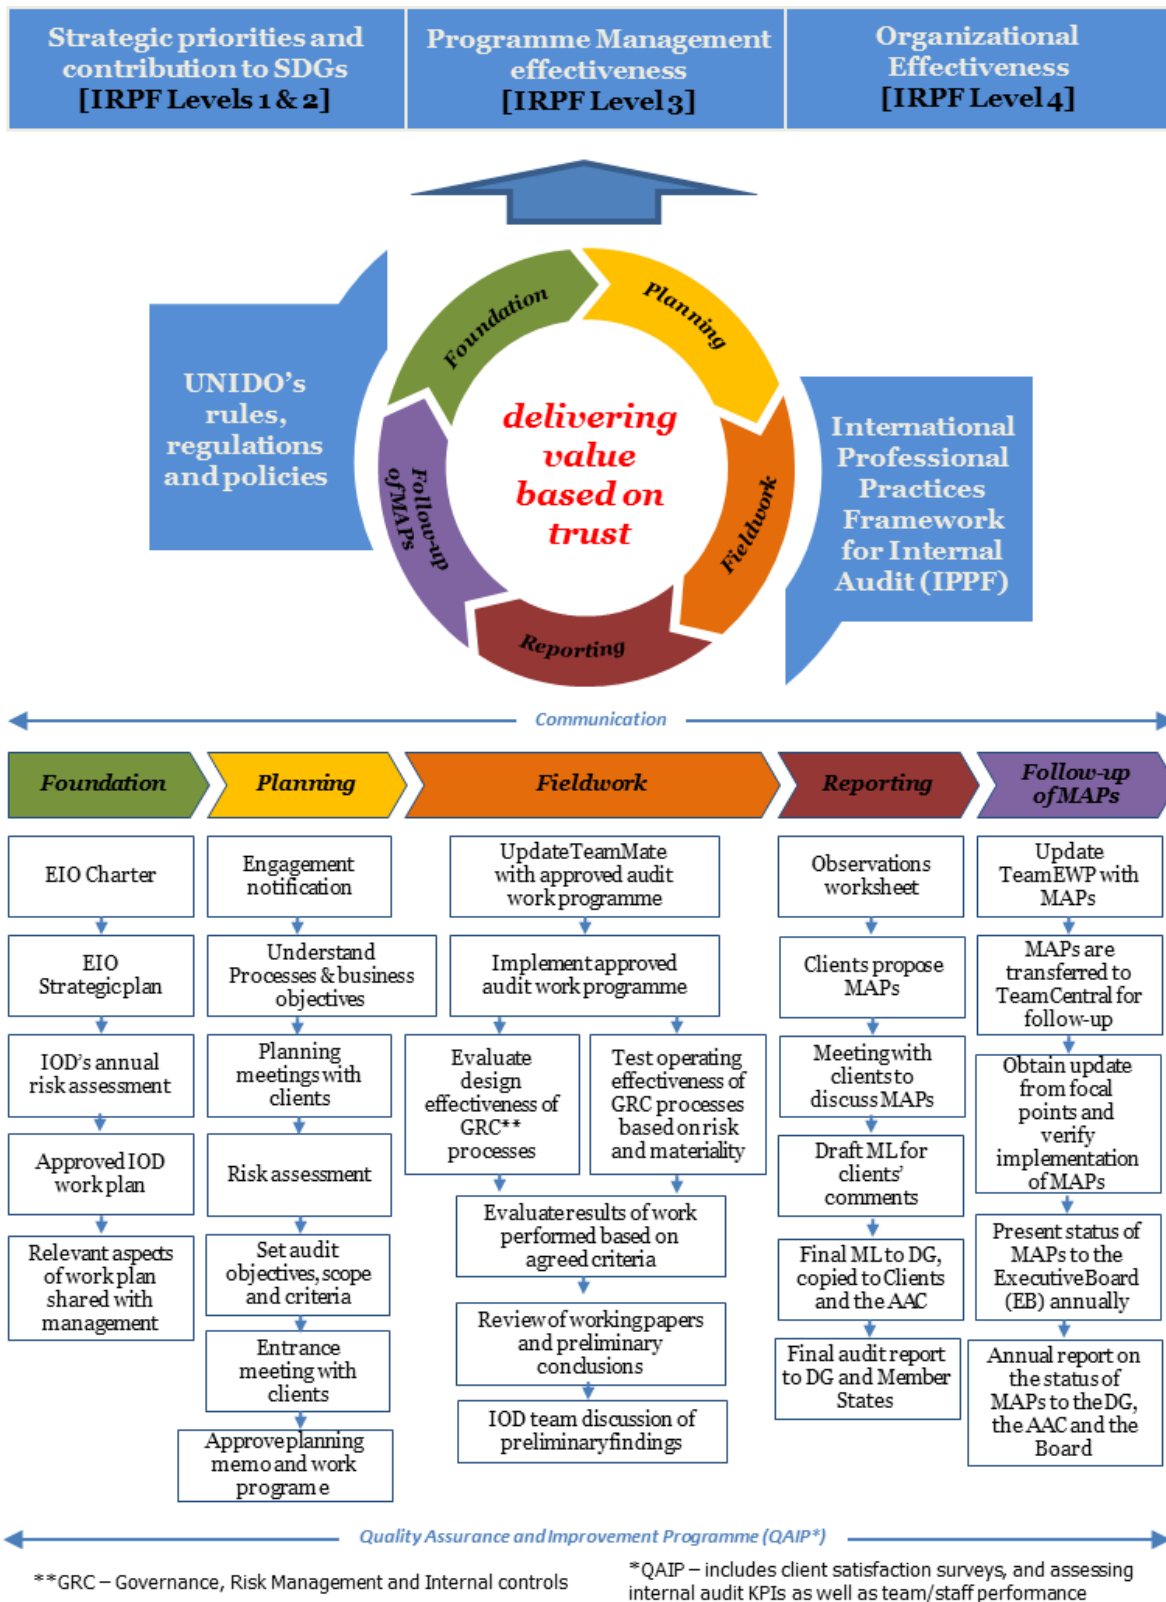 Strategic priorities and
contribution to SDGs
[IRPF Levels 1 & 2]
Programme Management
effectiveness
[IRPF Level 3]
Organizational
Effectiveness
[IRPF Level 4]
Foundation
Planning
Fieldwork
Reporting
Follow-up
of MAPs
delivering
value
based on
trust
UNIDO's
rules,
regulations
and policies
International
Professional
Practices
Framework
for Internal
Audit (IPPF)
Communication
Foundation
Planning
Fieldwork
Reporting
Follow-up
of MAPs
EIO Charter
EIO
Strategic plan
IOD's annual
risk assessment
Approved IOD
work plan
Relevant aspects
of work plan
shared with
management
Engagement
notification
Understand
Processes & business
objectives
Planning
meetings with
clients
Risk assessment
Set audit
objectives, scope
and criteria
Entrance
meeting with
clients
Approve planning
memo and work
programe
Update TeamMate
with approved audit
work programme
Implement approved
audit work programme
Evaluate
design
effectiveness of
GRC**
processes
Test operating
effectiveness of
GRC processes
based on risk
and materiality
Evaluate results of work
performed based on
agreed criteria
Review of working papers
and preliminary
conclusions
IOD team discussion of
preliminary findings
Observations
worksheet
Clients propose
MAPs
Meeting with
clients to
discuss MAPs
Draft ML for
clients'
comments
Final ML to DG,
copied to Clients
and the AAC
Final audit report
to DG and Member
States
Update
TeamEWP with
MAPs
MAPs are
transferred to
TeamCentral for
follow-up
Obtain update
from focal
points and
verify
implementation
of MAPs
Present status of
MAPs to the
Executive Board
(EB) annually
Annual report on
the status of
MAPs to the DG,
the AAC and the
Board
Quality Assurance and Improvement Programme (QAIP*)
**GRC – Governance, Risk Management and Internal controls
*QAIP – includes client satisfaction surveys, and assessing
internal audit KPIs as well as team/staff performance